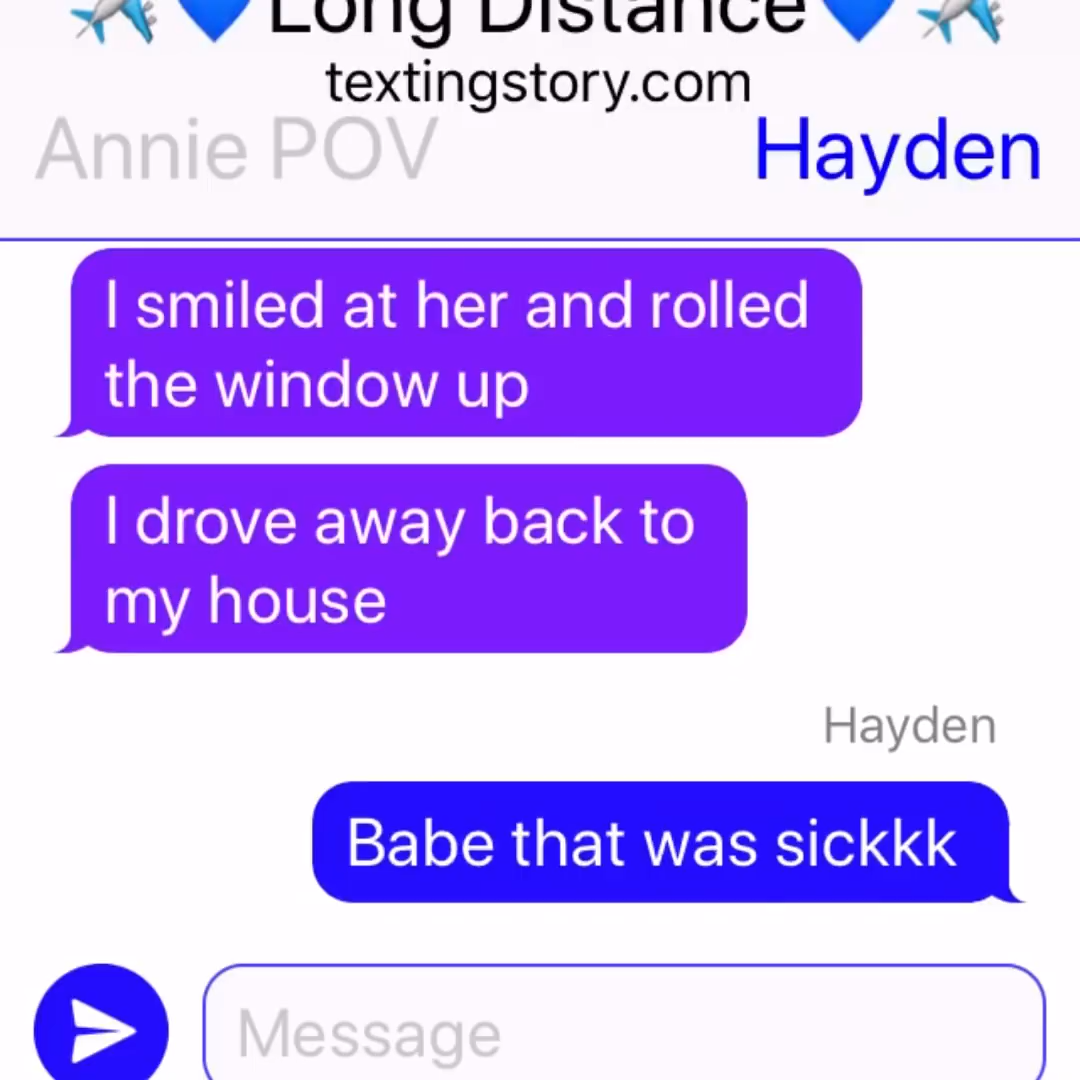 Long Distance
textingstory.com
Annie POV
Hayden
I smiled at her and rolled
the window up
I drove away back to
my house
Hayden
Babe that was sickkk
Message